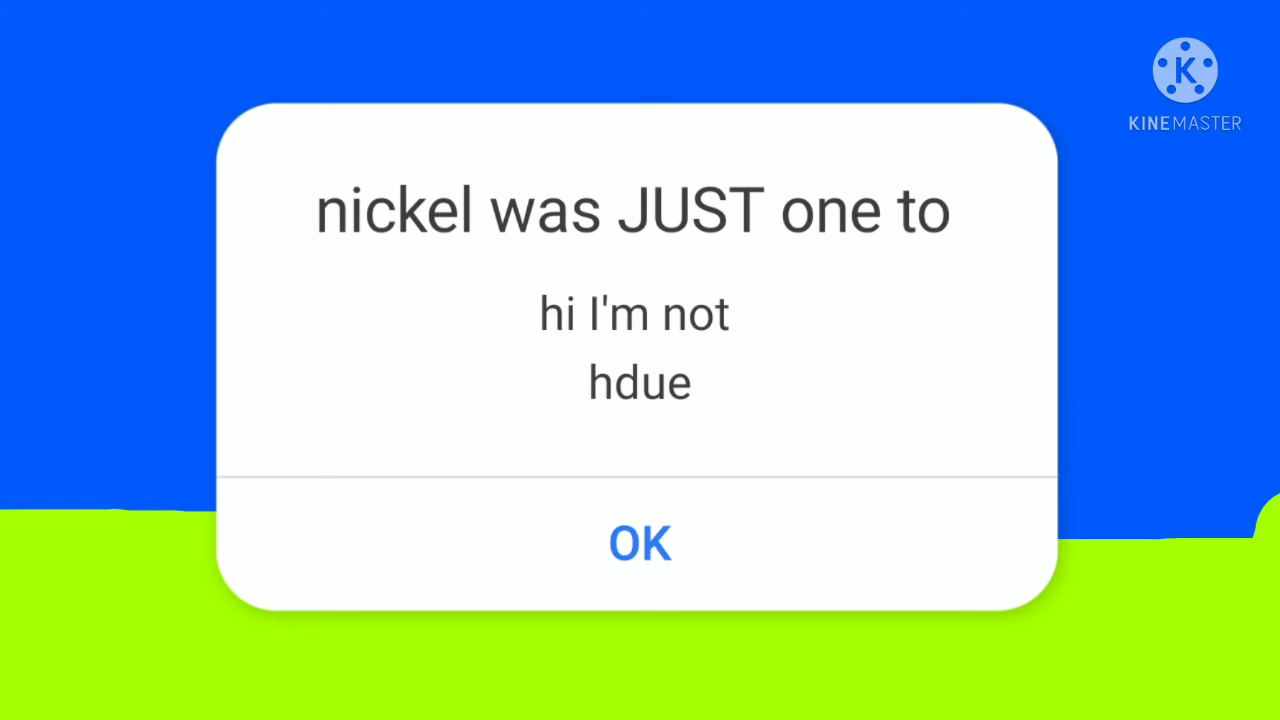 K
KINEMASTER
nickel was JUST one to
hi I'm not
hdue
OK